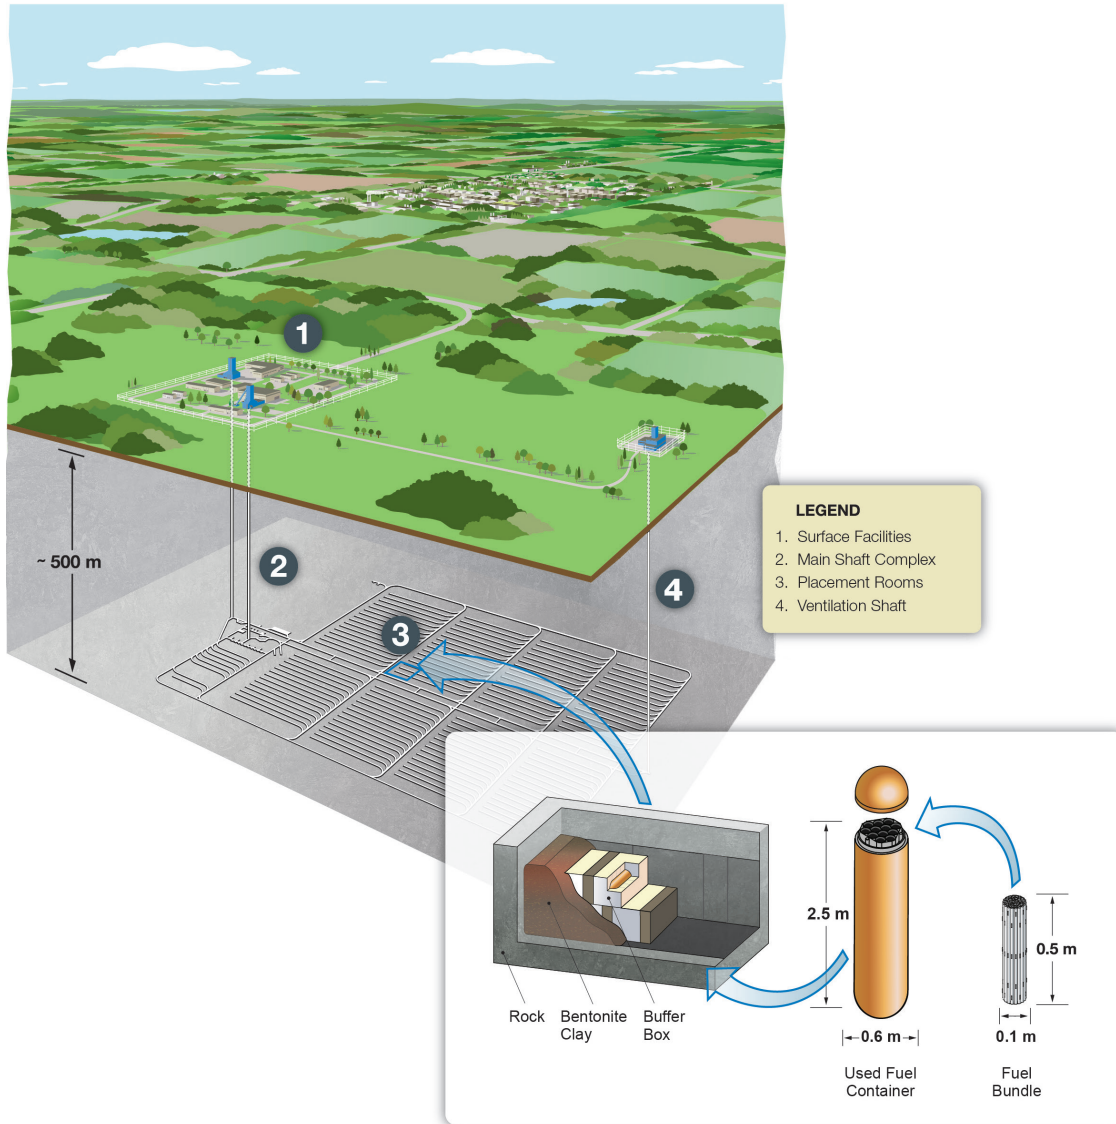 1
~ 500 m
2
4
3
LEGEND
1. Surface Facilities
2. Main Shaft Complex
3. Placement Rooms
4. Ventilation Shaft
2.5 m
0.5 m
Rock
Bentonite
Clay
Buffer
Box
0.6 m
0.1 m
Used Fuel
Container
Fuel
Bundle